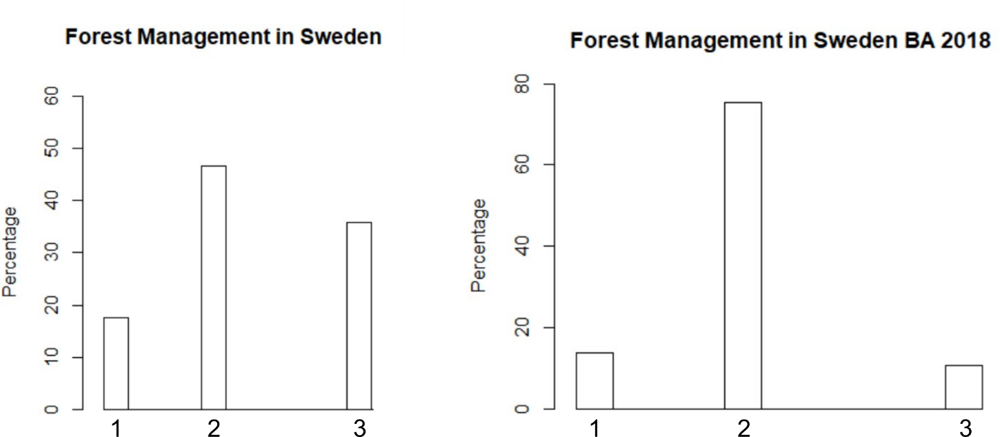 Forest Management in Sweden
Percentage
60
50
40
30
20
10
0
1 2 3
Forest Management in Sweden BA 2018
Percentage
80
60
40
20
0
1 2 3